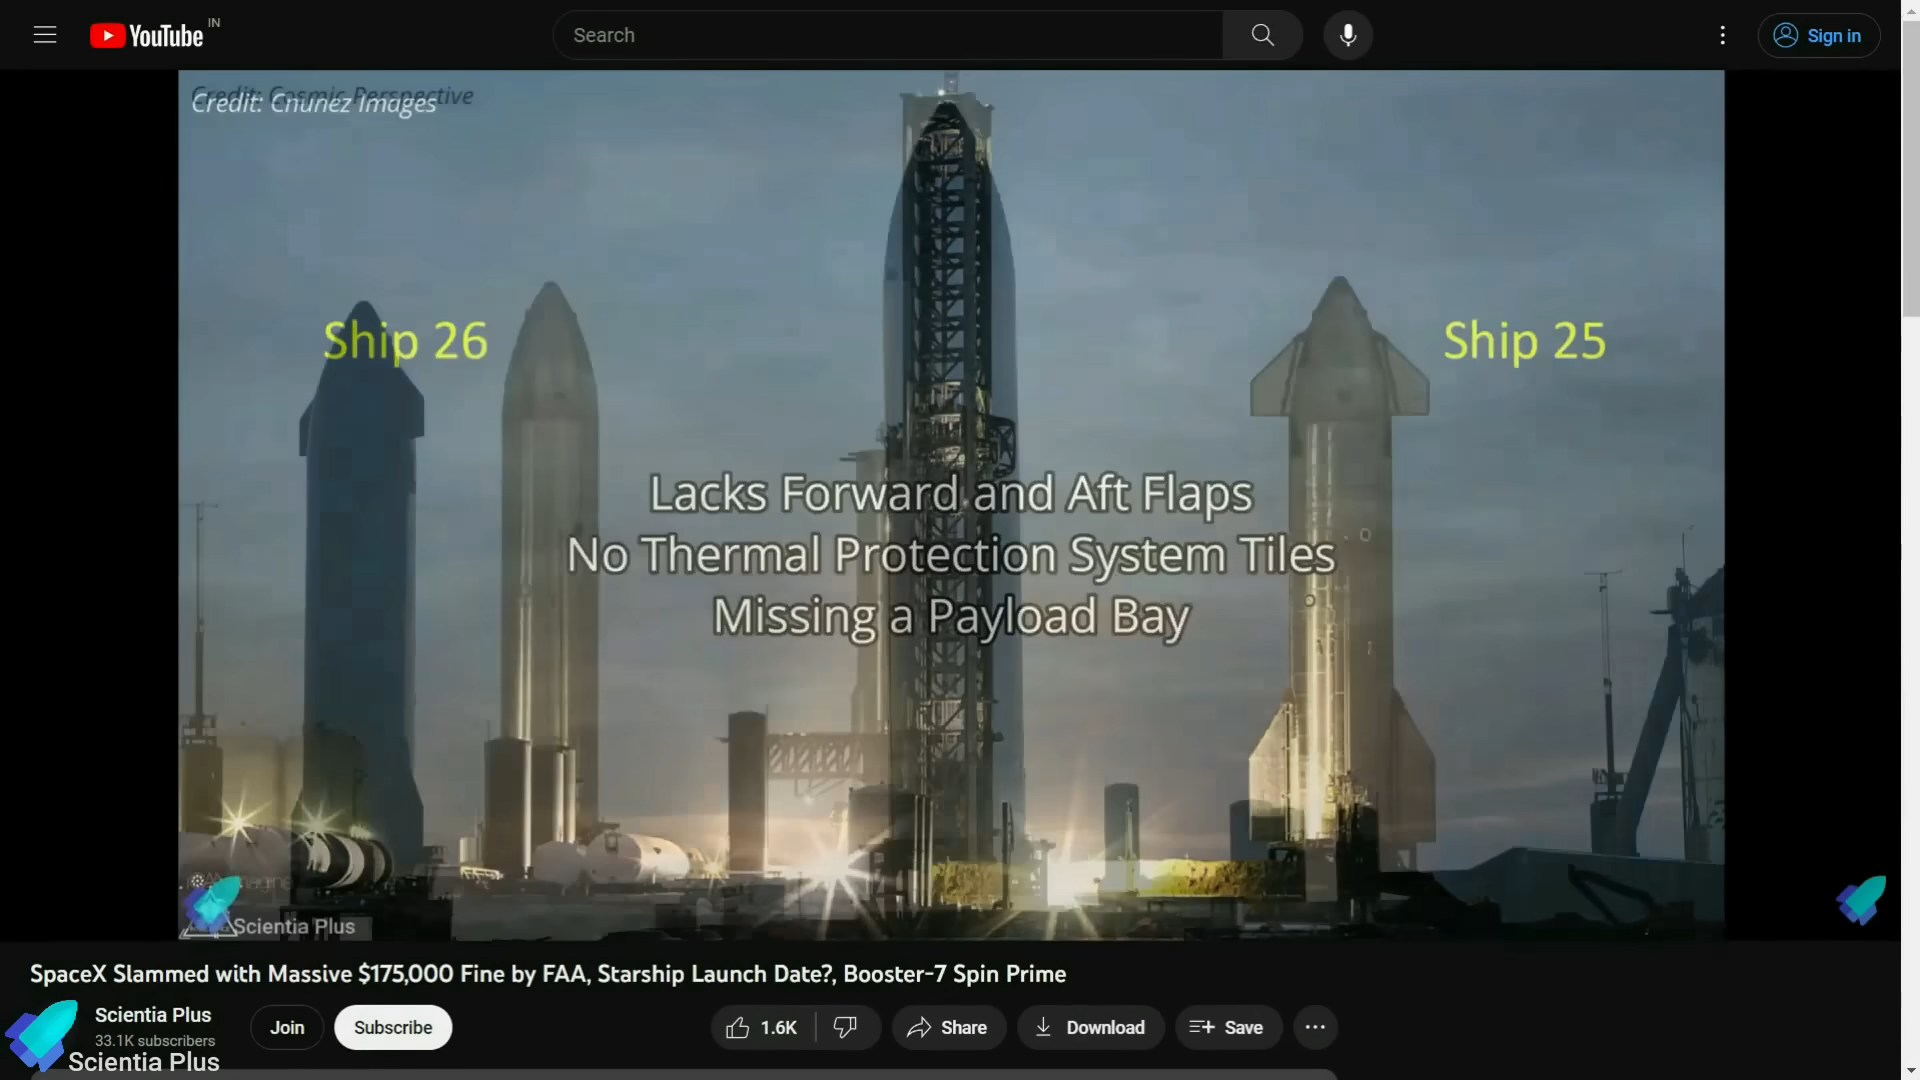 YouTube IN
Search
Sign in
Credit: Cosmic Perspective
Credit: Cnunez Images
Ship 26
Ship 25
Lacks Forward and Aft Flaps
No Thermal Protection System Tiles
Missing a Payload Bay
Scientia Plus
SpaceX Slammed with Massive $175,000 Fine by FAA, Starship Launch Date?, Booster-7 Spin Prime
Scientia Plus
33.1K subscribers
Join
Subscribe
1.6K
Share
Download
Save
Scientia Plus